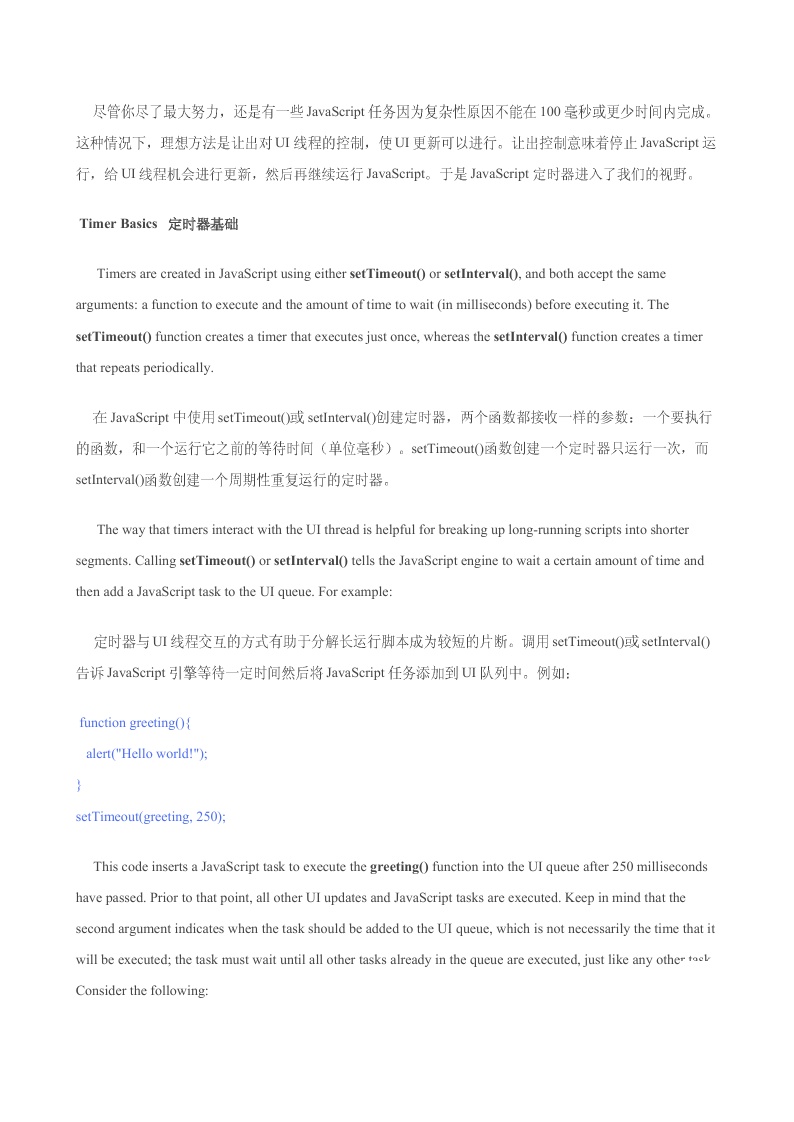 尽管你尽了最大努力，还是有一些 JavaScript 任务因为复杂性原因不能在 100 毫秒或更少时间内完成。
这种情况下，理想方法是让出对 UI 线程的控制，使 UI 更新可以进行。让出控制意味着停止 JavaScript 运
行，给 UI 线程机会进行更新，然后再继续运行 JavaScript。于是 JavaScript 定时器进入了我们的视野。
Timer Basics 定时器基础
Timers are created in JavaScript using either setTimeout() or setInterval(), and both accept the same
arguments: a function to execute and the amount of time to wait (in milliseconds) before executing it. The
setTimeout() function creates a timer that executes just once, whereas the setInterval() function creates a timer
that repeats periodically.
在 JavaScript 中使用 setTimeout()或 setInterval()创建定时器，两个函数都接收一样的参数：一个要执行
的函数，和一个运行它之前的等待时间（单位毫秒）。setTimeout()函数创建一个定时器只运行一次，而
setInterval()函数创建一个周期性重复运行的定时器。
The way that timers interact with the UI thread is helpful for breaking up long-running scripts into shorter
segments. Calling setTimeout() or setInterval() tells the JavaScript engine to wait a certain amount of time and
then add a JavaScript task to the UI queue. For example:
定时器与 UI 线程交互的方式有助于分解长运行脚本成为较短的片断。调用 setTimeout()或 setInterval()
告诉 JavaScript 引擎等待一定时间然后将 JavaScript 任务添加到 UI 队列中。例如：
function greeting(){
alert("Hello world!");
}
setTimeout(greeting, 250);
This code inserts a JavaScript task to execute the greeting() function into the UI queue after 250 milliseconds
have passed. Prior to that point, all other UI updates and JavaScript tasks are executed. Keep in mind that the
second argument indicates when the task should be added to the UI queue, which is not necessarily the time that it
will be executed; the task must wait until all other tasks already in the queue are executed, just like any other task
Consider the following: